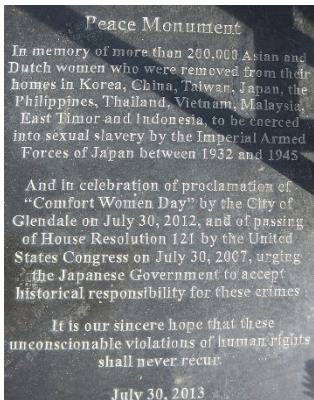 Peace Monument
In memory of more than 200,000 Asian and
Dutch women who were removed from their
homes in Korea, China, Taiwan, Japan, the
Philippines, Thailand, Vietnam, Malaysia,
East Timor and Indonesia, to be coerced
into sexual slavery by the Imperial Armed
Forces of Japan between 1932 and 1945
And in celebration of proclamation of
“Comfort Women Day” by the City of
Glendale on July 30, 2012, and of passing
of House Resolution 121 by the United
States Congress on July 30, 2007, urging
the Japanese Government to accept
historical responsibility for these crimes
It is our sincere hope that these
unconscionable violations of human rights
shall never recur.
July 30, 2013